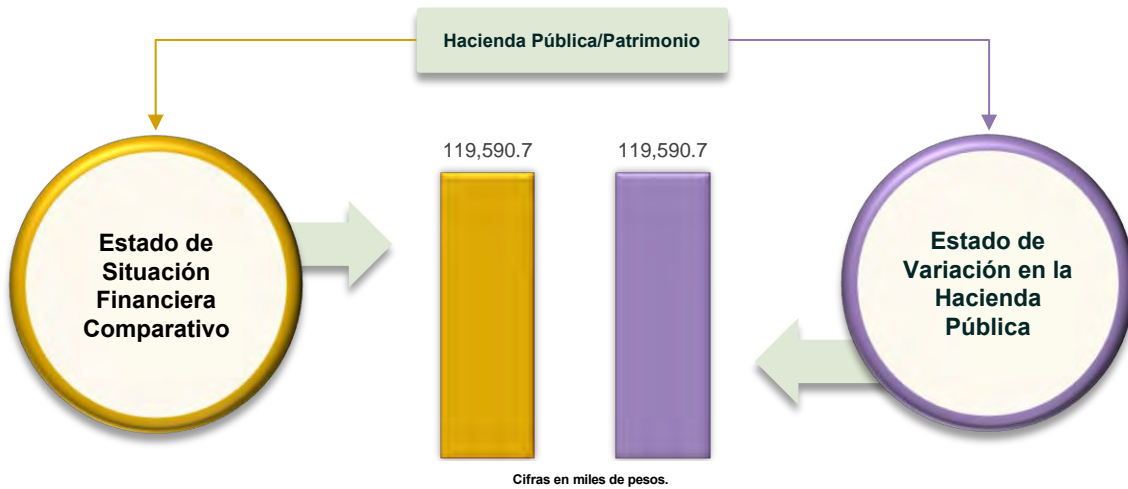 Hacienda Pública/Patrimonio
119,590.7
119,590.7
Estado de
Situación
Financiera
Comparativo
Estado de
Variación en la
Hacienda
Pública
Cifras en miles de pesos.